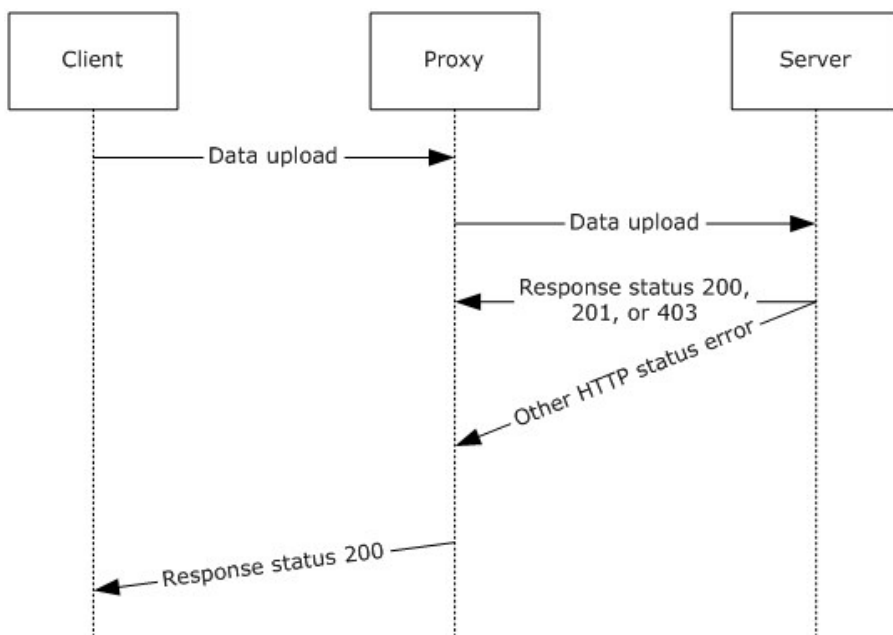 Client
Proxy
Server
Data upload
Data upload
Response status 200,
201, or 403
Other HTTP status error
Response status 200